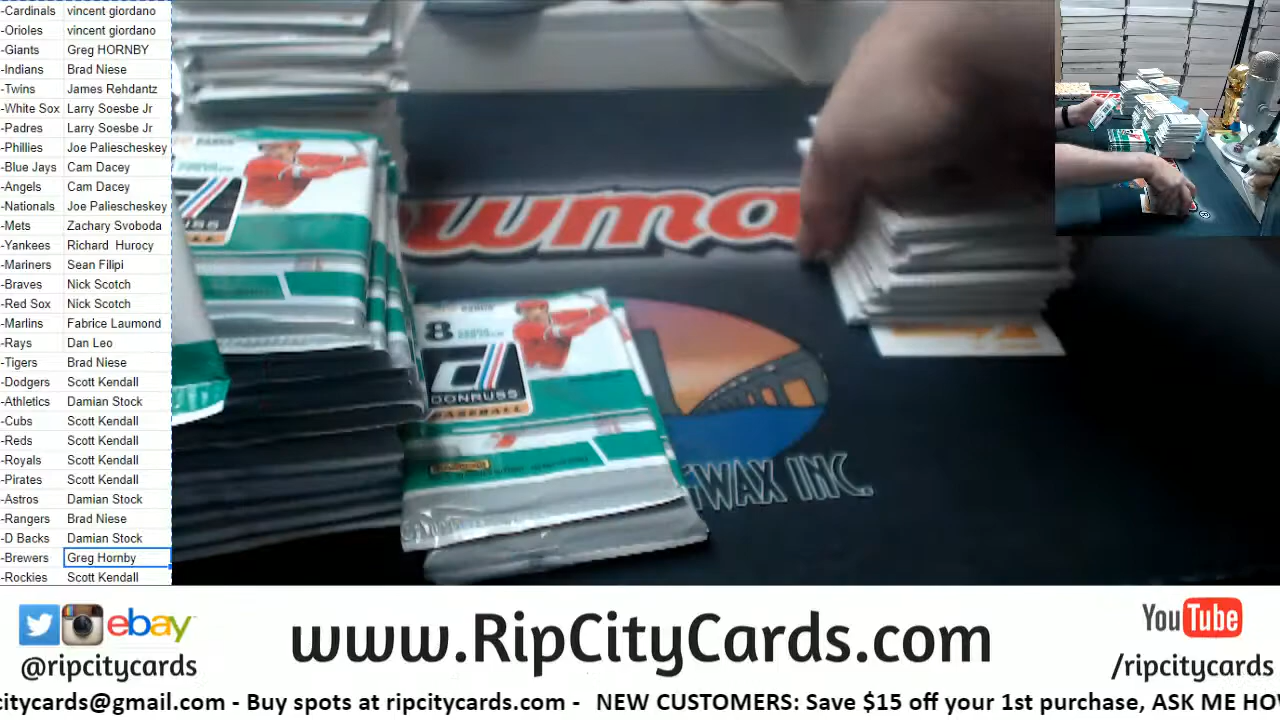 -Cardinals vincent giordano
-Orioles vincent giordano
-Giants Greg HORNBY
-Indians Brad Niese
-Twins James Rehdantz
-White Sox Larry Soesbe Jr
-Padres Larry Soesbe Jr
-Phillies Joe Paliescheskey
-Blue Jays Cam Dacey
-Angels Cam Dacey
-Nationals Joe Paliescheskey
-Mets Zachary Svoboda
-Yankees Richard Hurocy
-Mariners Sean Filipi
-Braves Nick Scotch
-Red Sox Nick Scotch
-Marlins Fabrice Laumond
-Rays Dan Leo
-Tigers Brad Niese
-Dodgers Scott Kendall
-Athletics Damian Stock
-Cubs Scott Kendall
-Reds Scott Kendall
-Royals Scott Kendall
-Pirates Scott Kendall
-Astros Damian Stock
-Rangers Brad Niese
-D Backs Damian Stock
-Brewers Greg Hornby
-Rockies Scott Kendall
wma
8
DONRUSS
BASEBALL
WAX INC.
ebay
@ripcitycards
www.RipCityCards.com
YouTube
/ripcitycards
citycards@gmail.com - Buy spots at ripcitycards.com - NEW CUSTOMERS: Save $15 off your 1st purchase, ASK ME HO